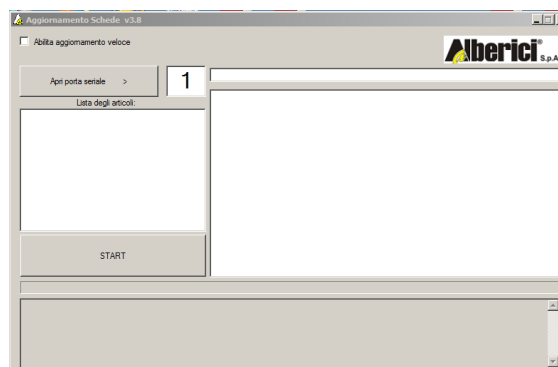 Aggiornamento Schede v3.8
Abilita aggiornamento veloce
Alberici S.p.A
Apri porta seriale >
1
Lista degli articoli:
START